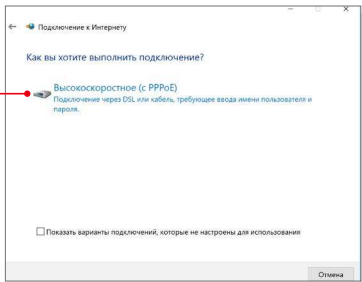 Подключение к Интернету
Как вы хотите выполнить подключение?
Высокоскоростное (с PPPoE)
Подключение через DSL или кабель, требующее ввода имени пользователя и
пароля.
Показать варианты подключений, которые не настроены для использования
Отмена